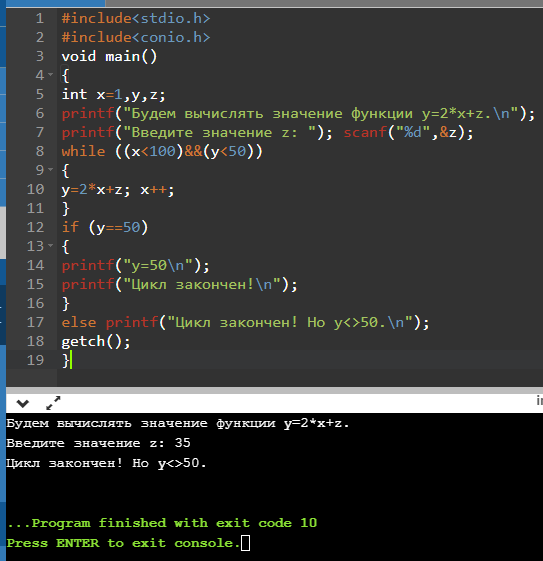 1 #include<stdio.h>
2 #include<conio.h>
3 void main()
4 {
5 int x=1,y,z;
6 printf("Будем вычислять значение функции y=2*x+z.\n");
7 printf("Введите значение z: "); scanf("%d",&z);
8 while ((x<100)&&(y<50))
9 {
10 y=2*x+z; x++;
11 }
12 if (y==50)
13 {
14 printf("y=50\n");
15 printf("Цикл закончен!\n");
16 }
17 else printf("Цикл закончен! Но y<>50.\n");
18 getch();
19 }
Будем вычислять значение функции y=2*x+z.
Введите значение z: 35
Цикл закончен! Но y<>50.
...Program finished with exit code 10
Press ENTER to exit console.